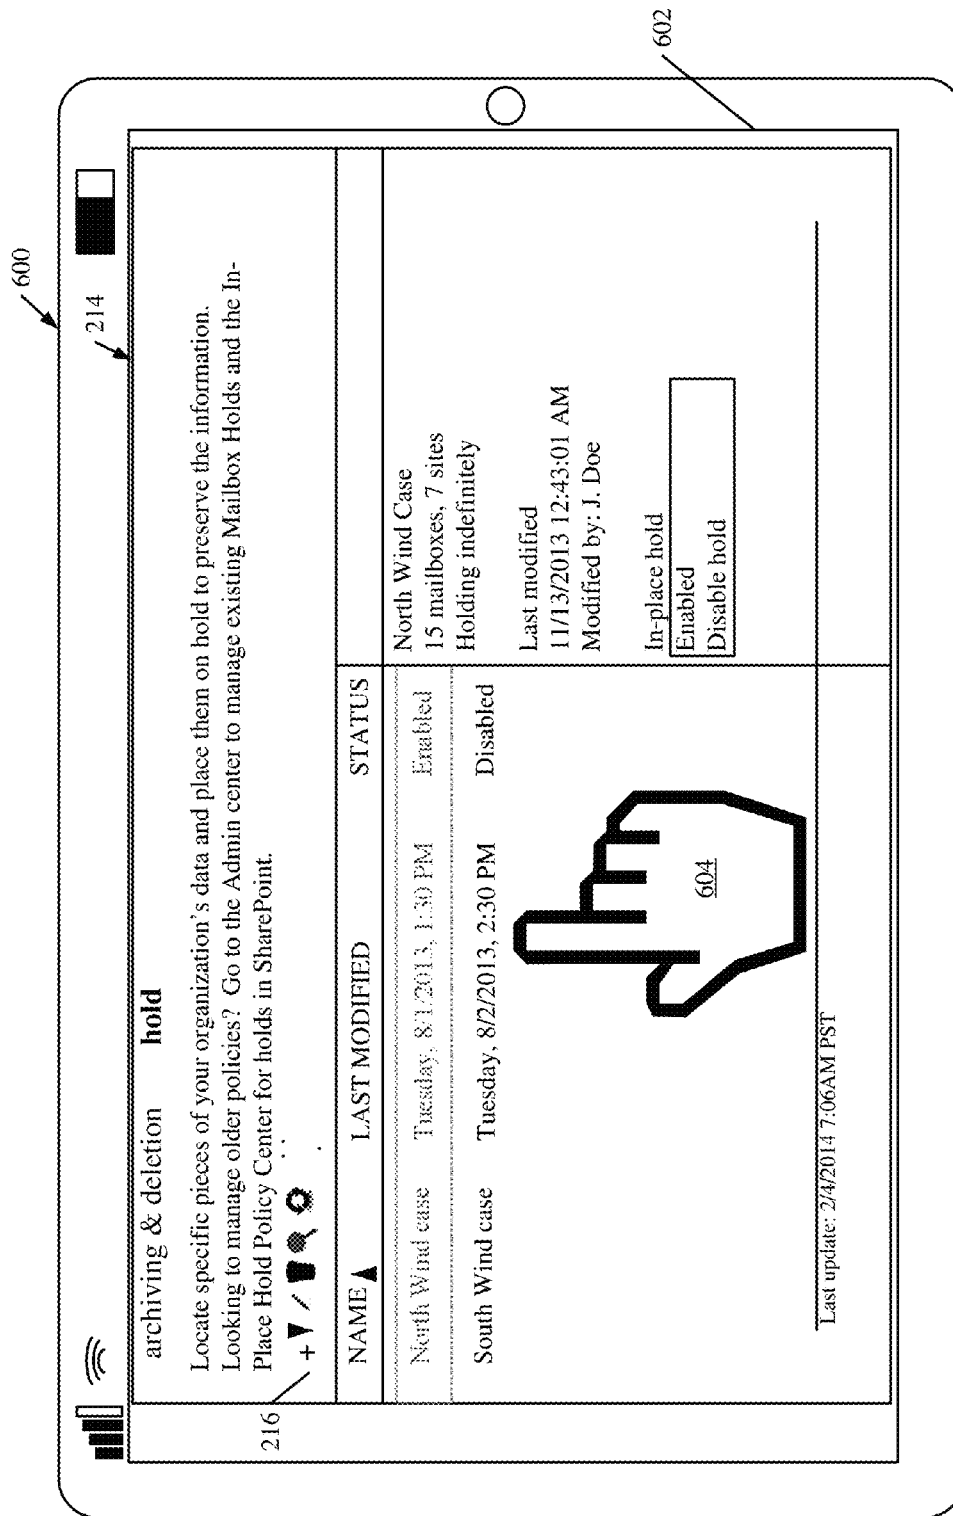 600
214
602
archiving & deletion hold
Locate specific pieces of your organization's data and place them on hold to preserve the information.
Looking to manage older policies? Go to the Admin center to manage existing Mailbox Holds and the In-
Place Hold Policy Center for holds in SharePoint.
216
+
NAME LAST MODIFIED STATUS
North Wind case Tuesday, 8/1/2013, 1:30 PM Enabled
South Wind case Tuesday, 8/2/2013, 2:30 PM Disabled
North Wind Case
15 mailboxes, 7 sites
Holding indefinitely
Last modified
11/13/2013 12:43:01 AM
Modified by: J. Doe
In-place hold
Enabled
Disable hold
604
Last update: 2/4/2014 7:06AM PST